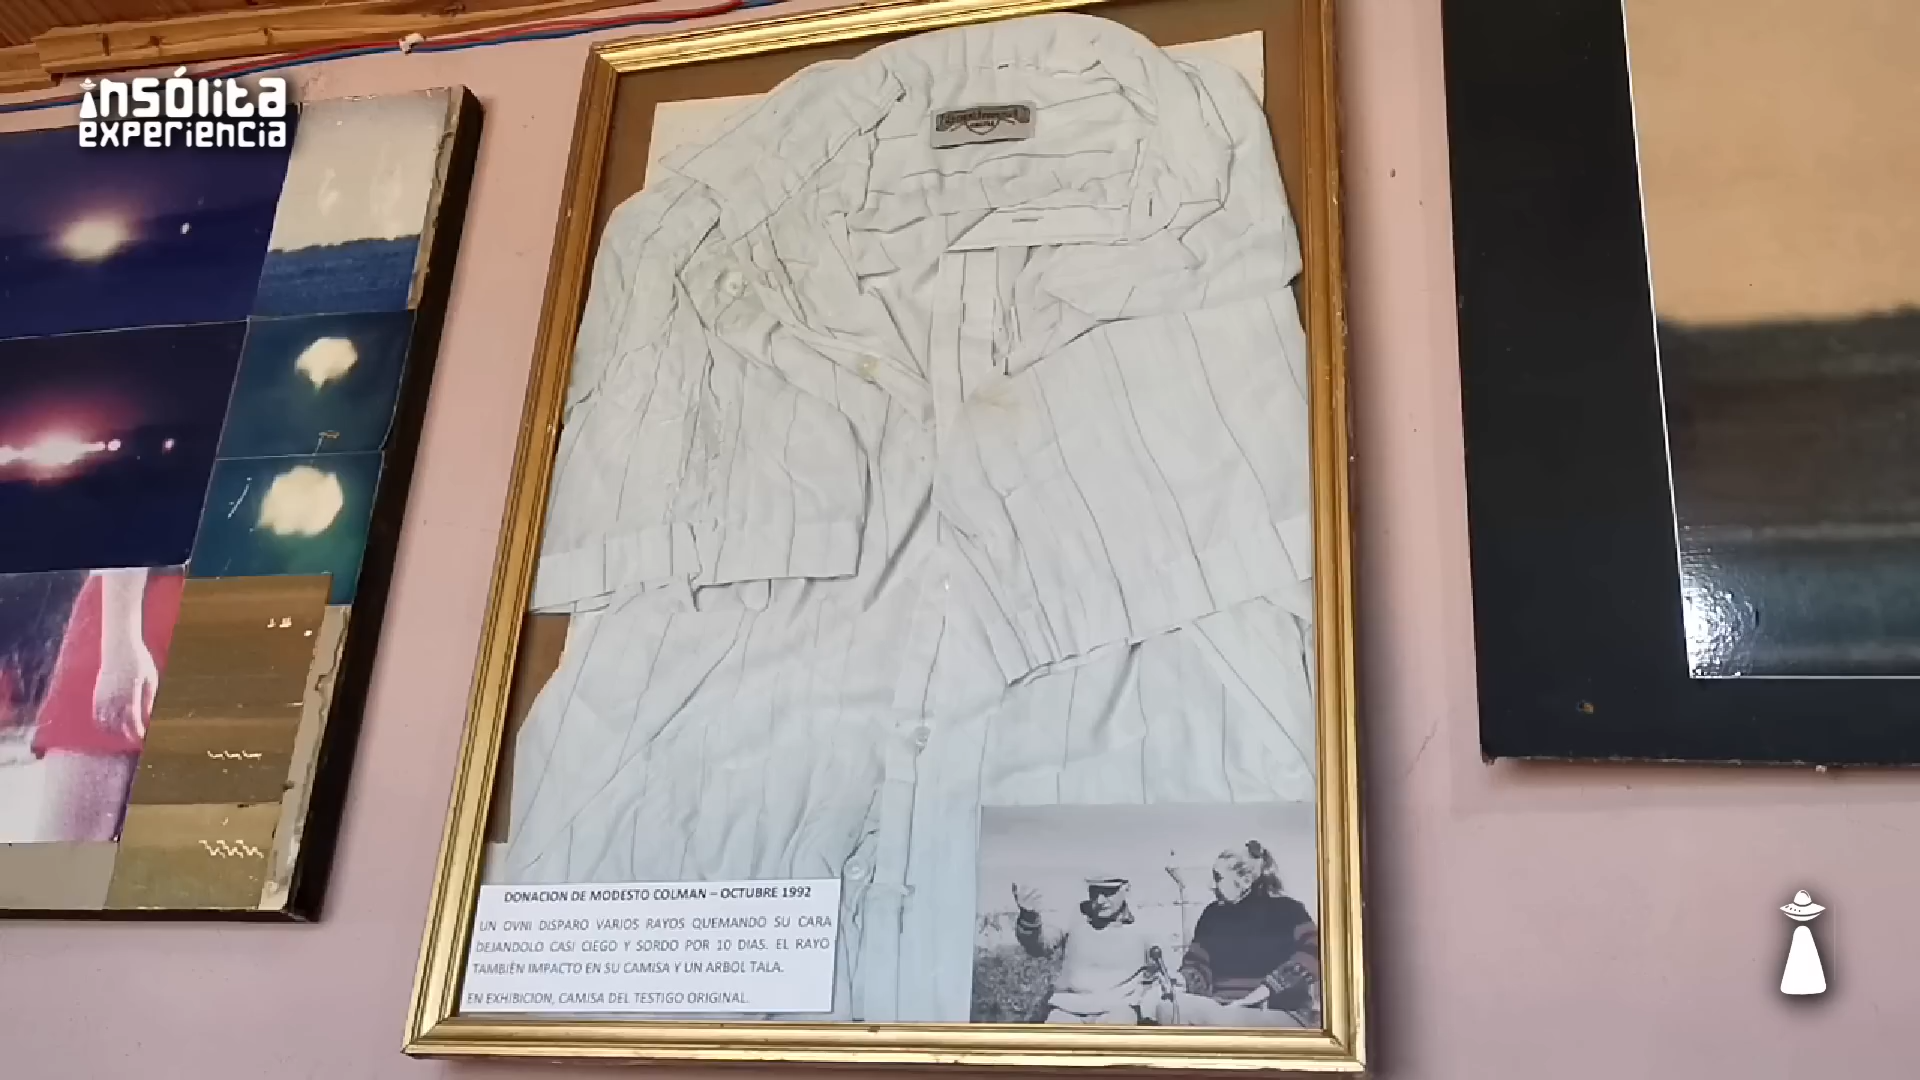 ınsólita
experiencia
DONACION DE MODESTO COLMAN – OCTUBRE 1992
UN OVNI DISPARO VARIOS RAYOS QUEMANDO SU CARA
DEJANDOLO CASI CIEGO Y SORDO POR 10 DIAS. EL RAYO
TAMBIÉN IMPACTO EN SU CAMISA Y UN ARBOL TALA.
EN EXHIBICION, CAMISA DEL TESTIGO ORIGINAL.